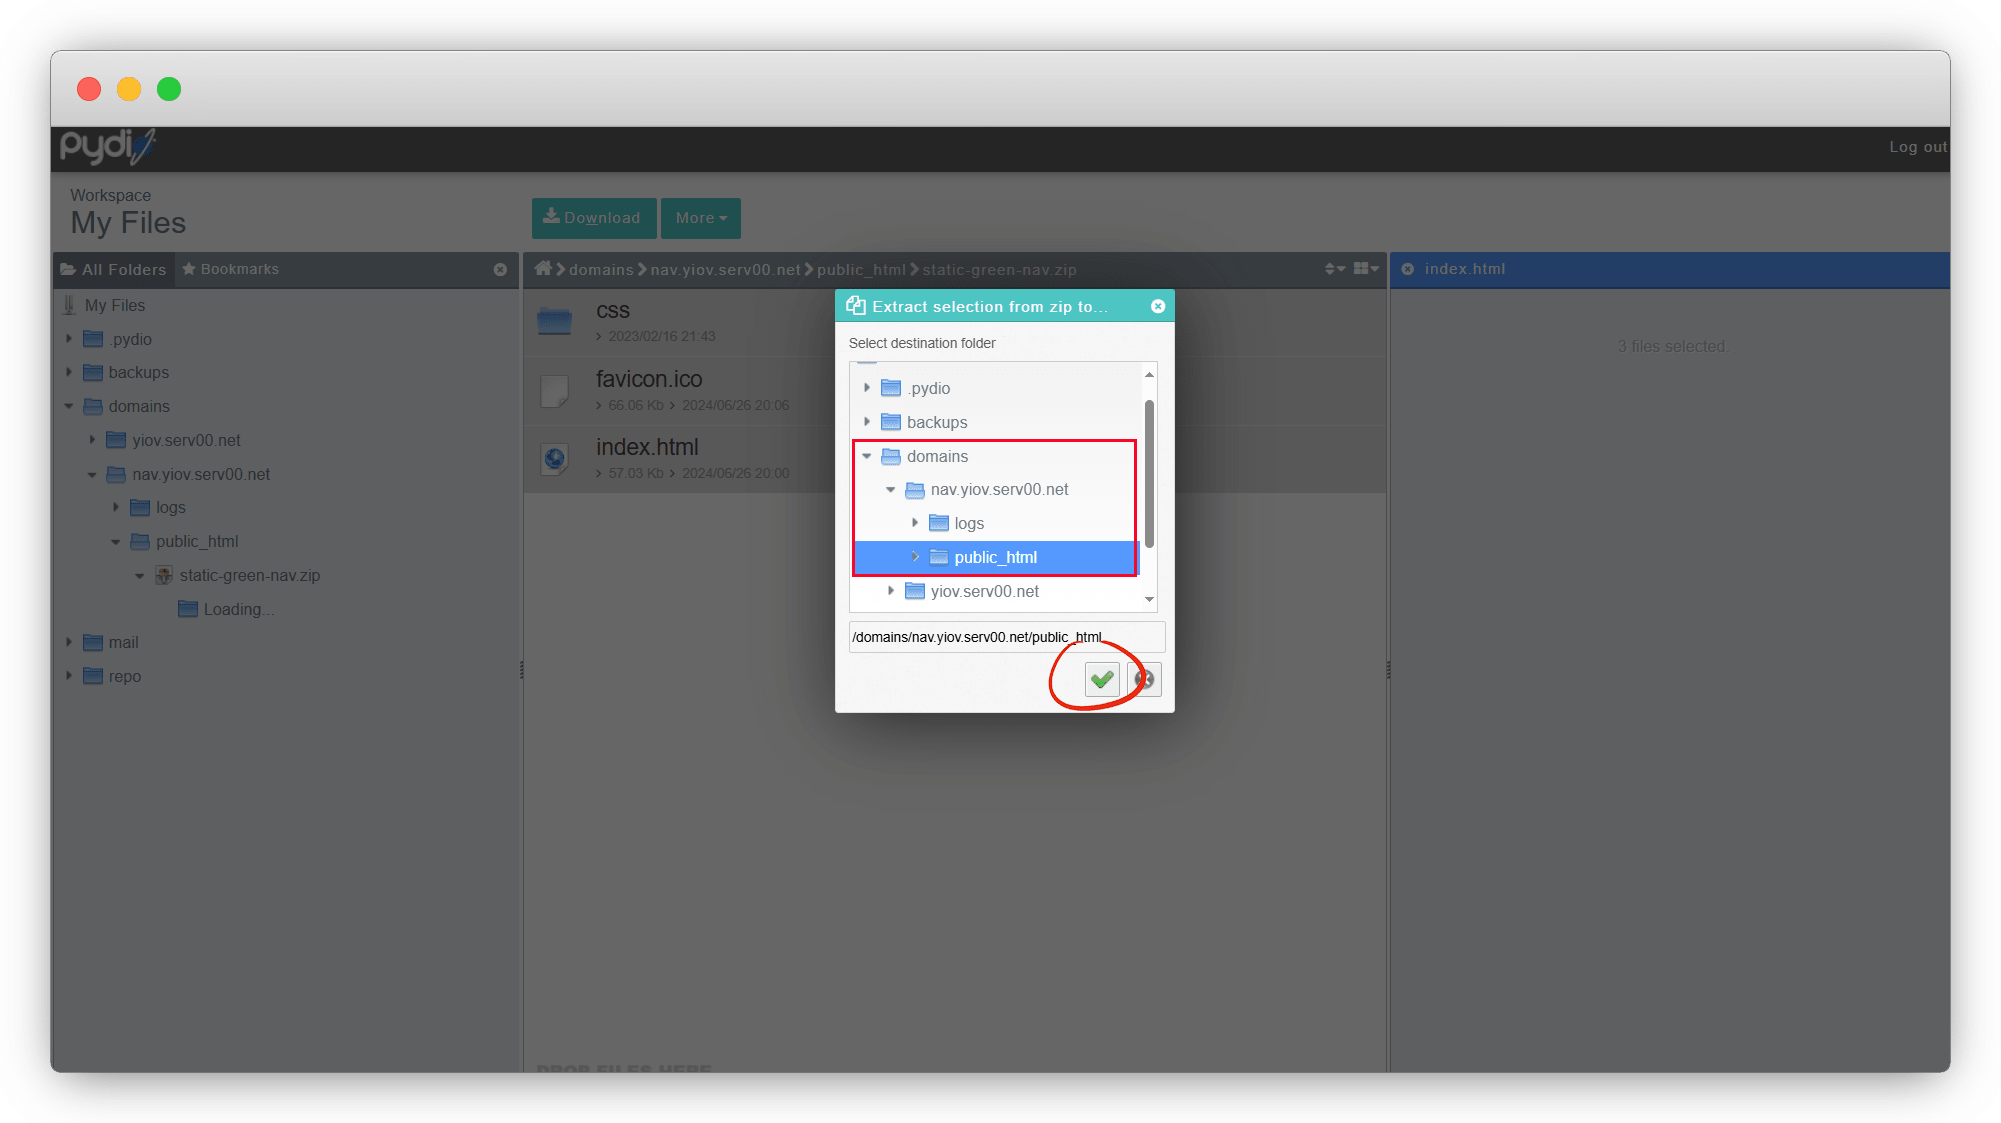 pydio
Log out
Workspace
My Files
Download
More
All Folders
Bookmarks
domains
nav.yiov.serv00.net
public_html
static-green-nav.zip
index.html
My Files
.pydio
backups
domains
yiov.serv00.net
nav.yiov.serv00.net
logs
public_html
static-green-nav.zip
Loading...
mail
repo
css
2023/02/16 21:43
favicon.ico
66.06 Kb
2024/06/26 20:06
index.html
57.03 Kb
2024/06/26 20:00
DROP FILES HERE
Extract selection from zip to...
Select destination folder
.pydio
backups
domains
nav.yiov.serv00.net
logs
public_html
yiov.serv00.net
/domains/nav.yiov.serv00.net/public_html
3 files selected.